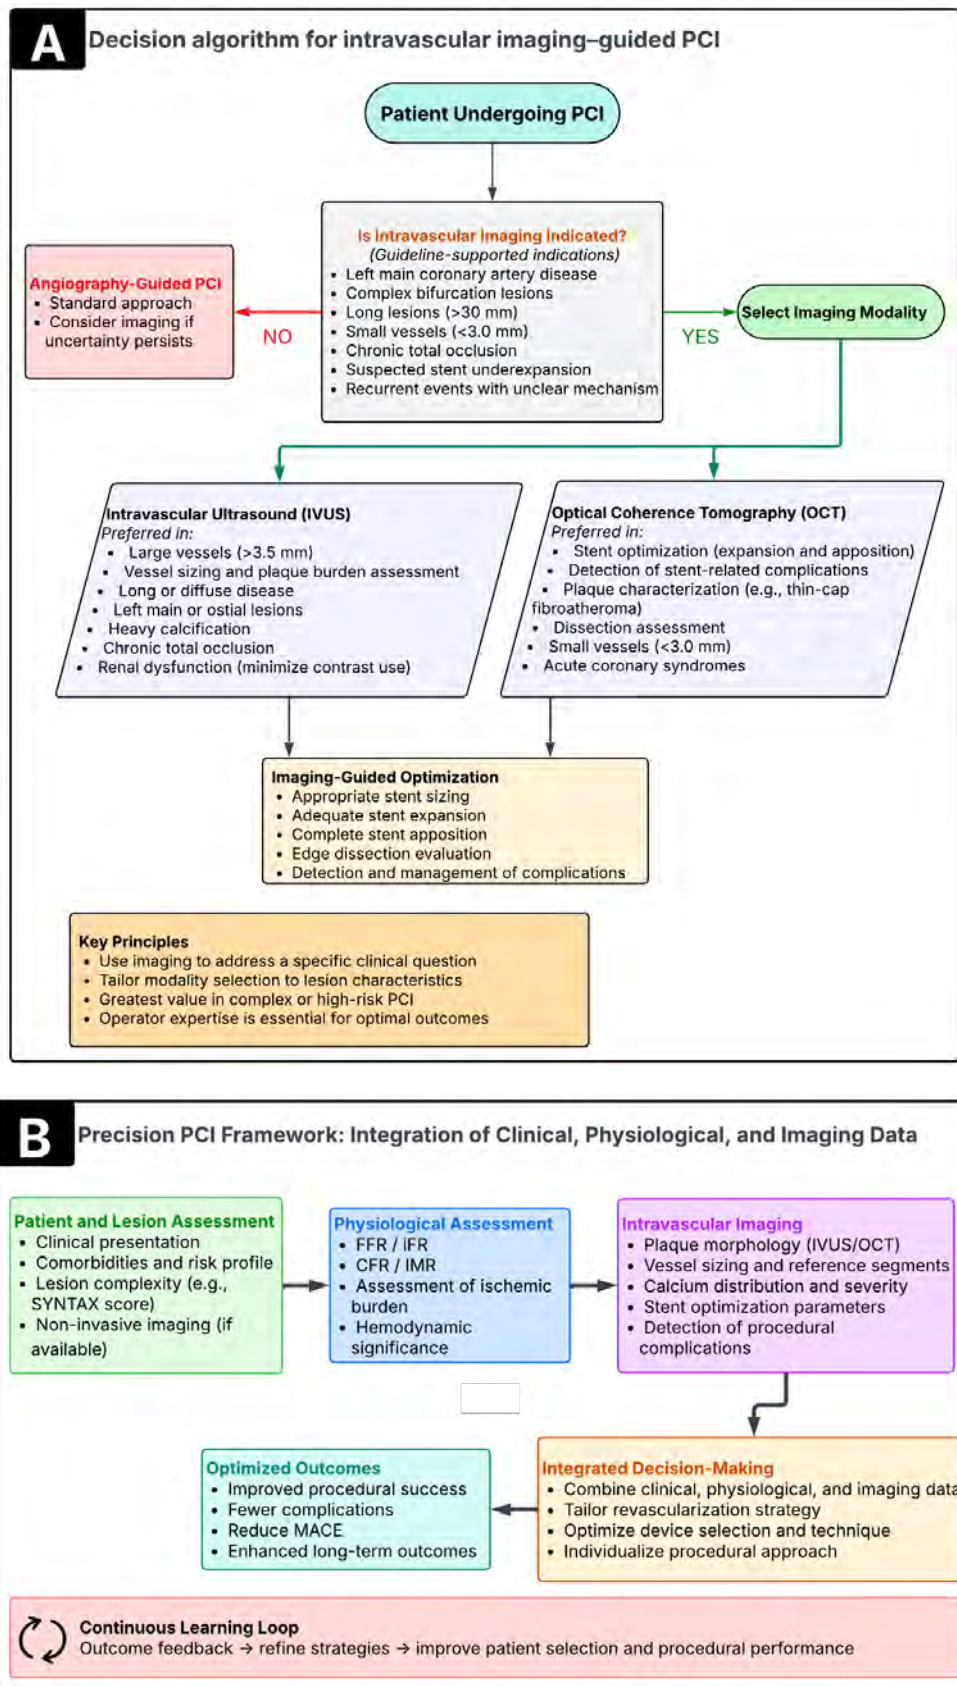 A
Decision algorithm for intravascular imaging–guided PCI
Patient Undergoing PCI
Is Intravascular Imaging Indicated?
(Guideline-supported indications)
• Left main coronary artery disease
• Complex bifurcation lesions
• Long lesions (>30 mm)
• Small vessels (<3.0 mm)
• Chronic total occlusion
• Suspected stent underexpansion
• Recurrent events with unclear mechanism
NO
Angiography-Guided PCI
• Standard approach
• Consider imaging if
uncertainty persists
YES
Select Imaging Modality
Intravascular Ultrasound (IVUS)
Preferred in:
• Large vessels (>3.5 mm)
• Vessel sizing and plaque burden assessment
• Long or diffuse disease
• Left main or ostial lesions
• Heavy calcification
• Chronic total occlusion
• Renal dysfunction (minimize contrast use)
Optical Coherence Tomography (OCT)
Preferred in:
• Stent optimization (expansion and apposition)
• Detection of stent-related complications
• Plaque characterization (e.g., thin-cap
fibroatheroma)
• Dissection assessment
• Small vessels (<3.0 mm)
• Acute coronary syndromes
Imaging-Guided Optimization
• Appropriate stent sizing
• Adequate stent expansion
• Complete stent apposition
• Edge dissection evaluation
• Detection and management of complications
Key Principles
• Use imaging to address a specific clinical question
• Tailor modality selection to lesion characteristics
• Greatest value in complex or high-risk PCI
• Operator expertise is essential for optimal outcomes
B
Precision PCI Framework: Integration of Clinical, Physiological, and Imaging Data
Patient and Lesion Assessment
• Clinical presentation
• Comorbidities and risk profile
• Lesion complexity (e.g.,
SYNTAX score)
• Non-invasive imaging (if
available)
Physiological Assessment
• FFR / iFR
• CFR / IMR
• Assessment of ischemic
burden
• Hemodynamic
significance
Intravascular Imaging
• Plaque morphology (IVUS/OCT)
• Vessel sizing and reference segments
• Calcium distribution and severity
• Stent optimization parameters
• Detection of procedural
complications
Integrated Decision-Making
• Combine clinical, physiological, and imaging data
• Tailor revascularization strategy
• Optimize device selection and technique
• Individualize procedural approach
Optimized Outcomes
• Improved procedural success
• Fewer complications
• Reduce MACE
• Enhanced long-term outcomes
Continuous Learning Loop
Outcome feedback → refine strategies → improve patient selection and procedural performance